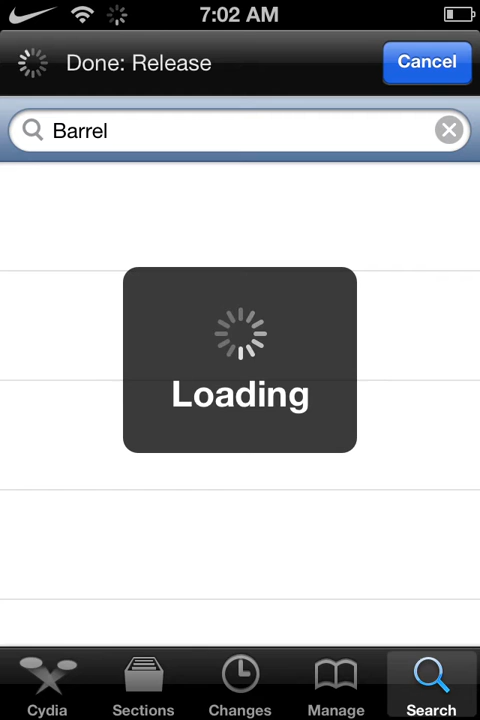 7:02 AM
Done: Release
Cancel
Barrel
Loading
Cydia
Sections
Changes
Manage
Search